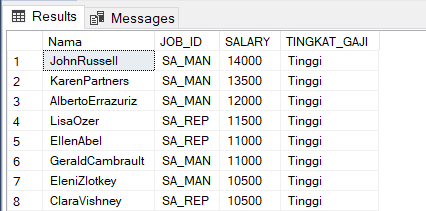 Results Messages
Nama JOB_ID SALARY TINGKAT_GAJI
1 JohnRussell SA_MAN 14000 Tinggi
2 KarenPartners SA_MAN 13500 Tinggi
3 AlbertoErrazuriz SA_MAN 12000 Tinggi
4 LisaOzer SA_REP 11500 Tinggi
5 EllenAbel SA_REP 11000 Tinggi
6 GeraldCambrault SA_MAN 11000 Tinggi
7 EleniZlotkey SA_MAN 10500 Tinggi
8 ClaraVishney SA_REP 10500 Tinggi